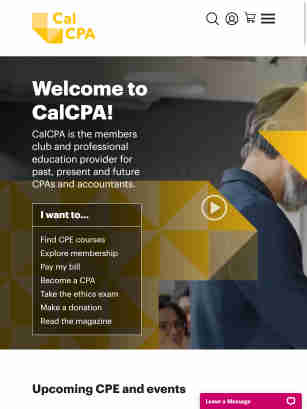 Cal
CPA
Welcome to
CalCPA!
CalCPA is the members
club and professional
education provider for
past, present and future
CPAs and accountants.
I want to...
Find CPE courses
Explore membership
Pay my bill
Become a CPA
Take the ethics exam
Make a donation
Read the magazine
Upcoming CPE and events
Leave a Message